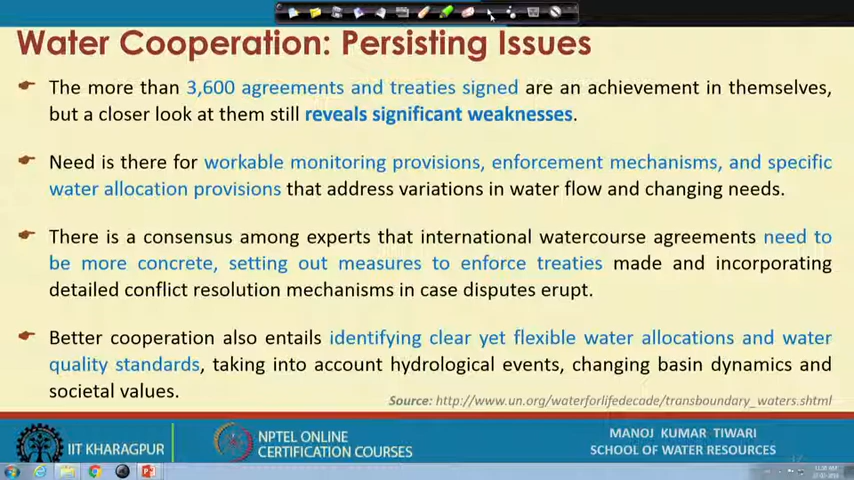 Water Cooperation: Persisting Issues
The more than 3,600 agreements and treaties signed are an achievement in themselves,
but a closer look at them still reveals significant weaknesses.
Need is there for workable monitoring provisions, enforcement mechanisms, and specific
water allocation provisions that address variations in water flow and changing needs.
There is a consensus among experts that international watercourse agreements need to
be more concrete, setting out measures to enforce treaties made and incorporating
detailed conflict resolution mechanisms in case disputes erupt.
Better cooperation also entails identifying clear yet flexible water allocations and water
quality standards, taking into account hydrological events, changing basin dynamics and
societal values.
Source: http://www.un.org/waterforlifedecade/transboundary_waters.shtml
IIT KHARAGPUR
NPTEL ONLINE
CERTIFICATION COURSES
MANOJ KUMAR TIWARI
SCHOOL OF WATER RESOURCES